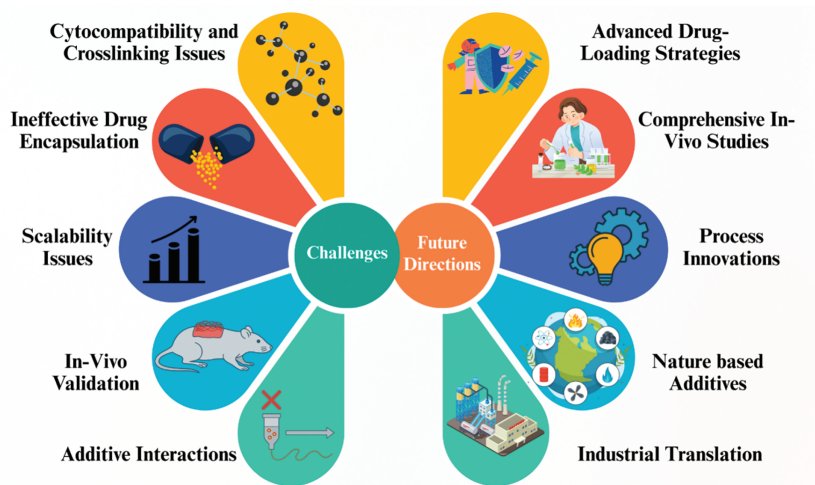 Cytocompatibility and
Crosslinking Issues
Ineffective Drug
Encapsulation
Scalability
Issues
In-Vivo
Validation
Additive Interactions
Challenges
Future
Directions
Advanced Drug-
Loading Strategies
Comprehensive In-
Vivo Studies
Process
Innovations
Nature based
Additives
Industrial Translation